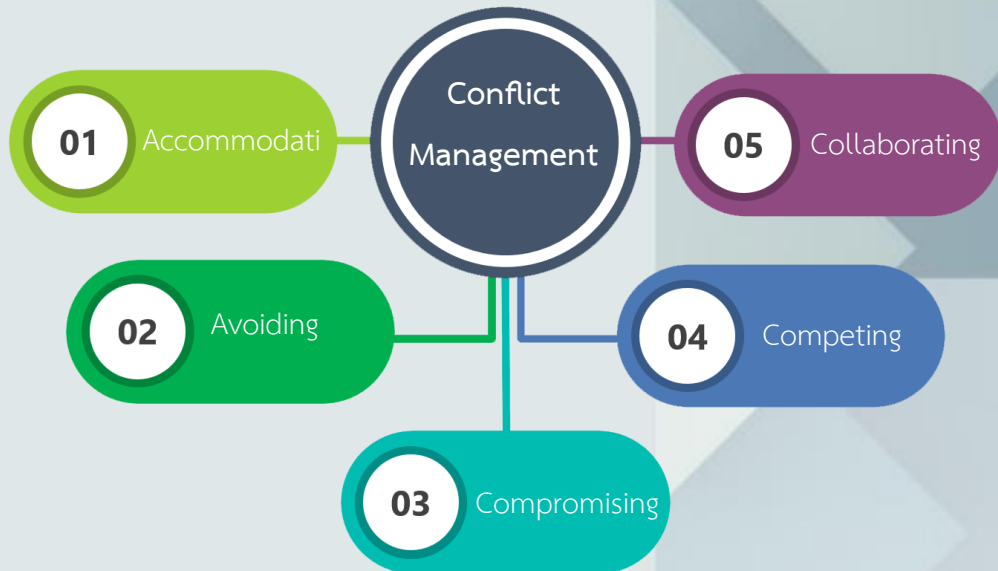 Conflict
Management
01 Accommodati
02 Avoiding
03 Compromising
04 Competing
05 Collaborating